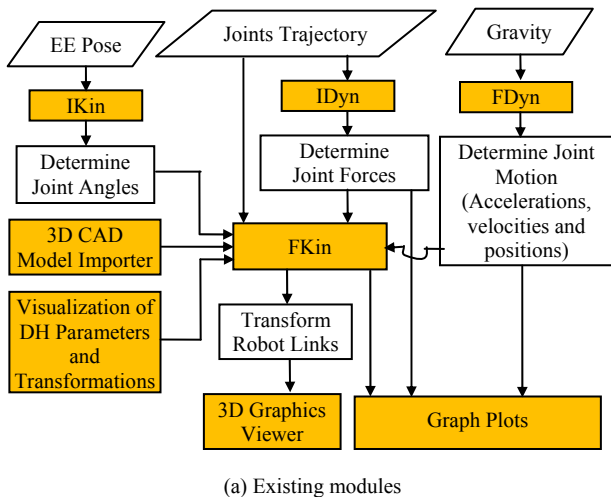 EE Pose
Joints Trajectory
Gravity
IKin
IDyn
FDyn
Determine
Joint Angles
Determine
Joint Forces
Determine Joint
Motion
(Accelerations,
velocities and
positions)
3D CAD
Model Importer
FKin
Visualization of
DH Parameters
and
Transformations
Transform
Robot Links
3D Graphics
Viewer
Graph Plots
(a) Existing modules